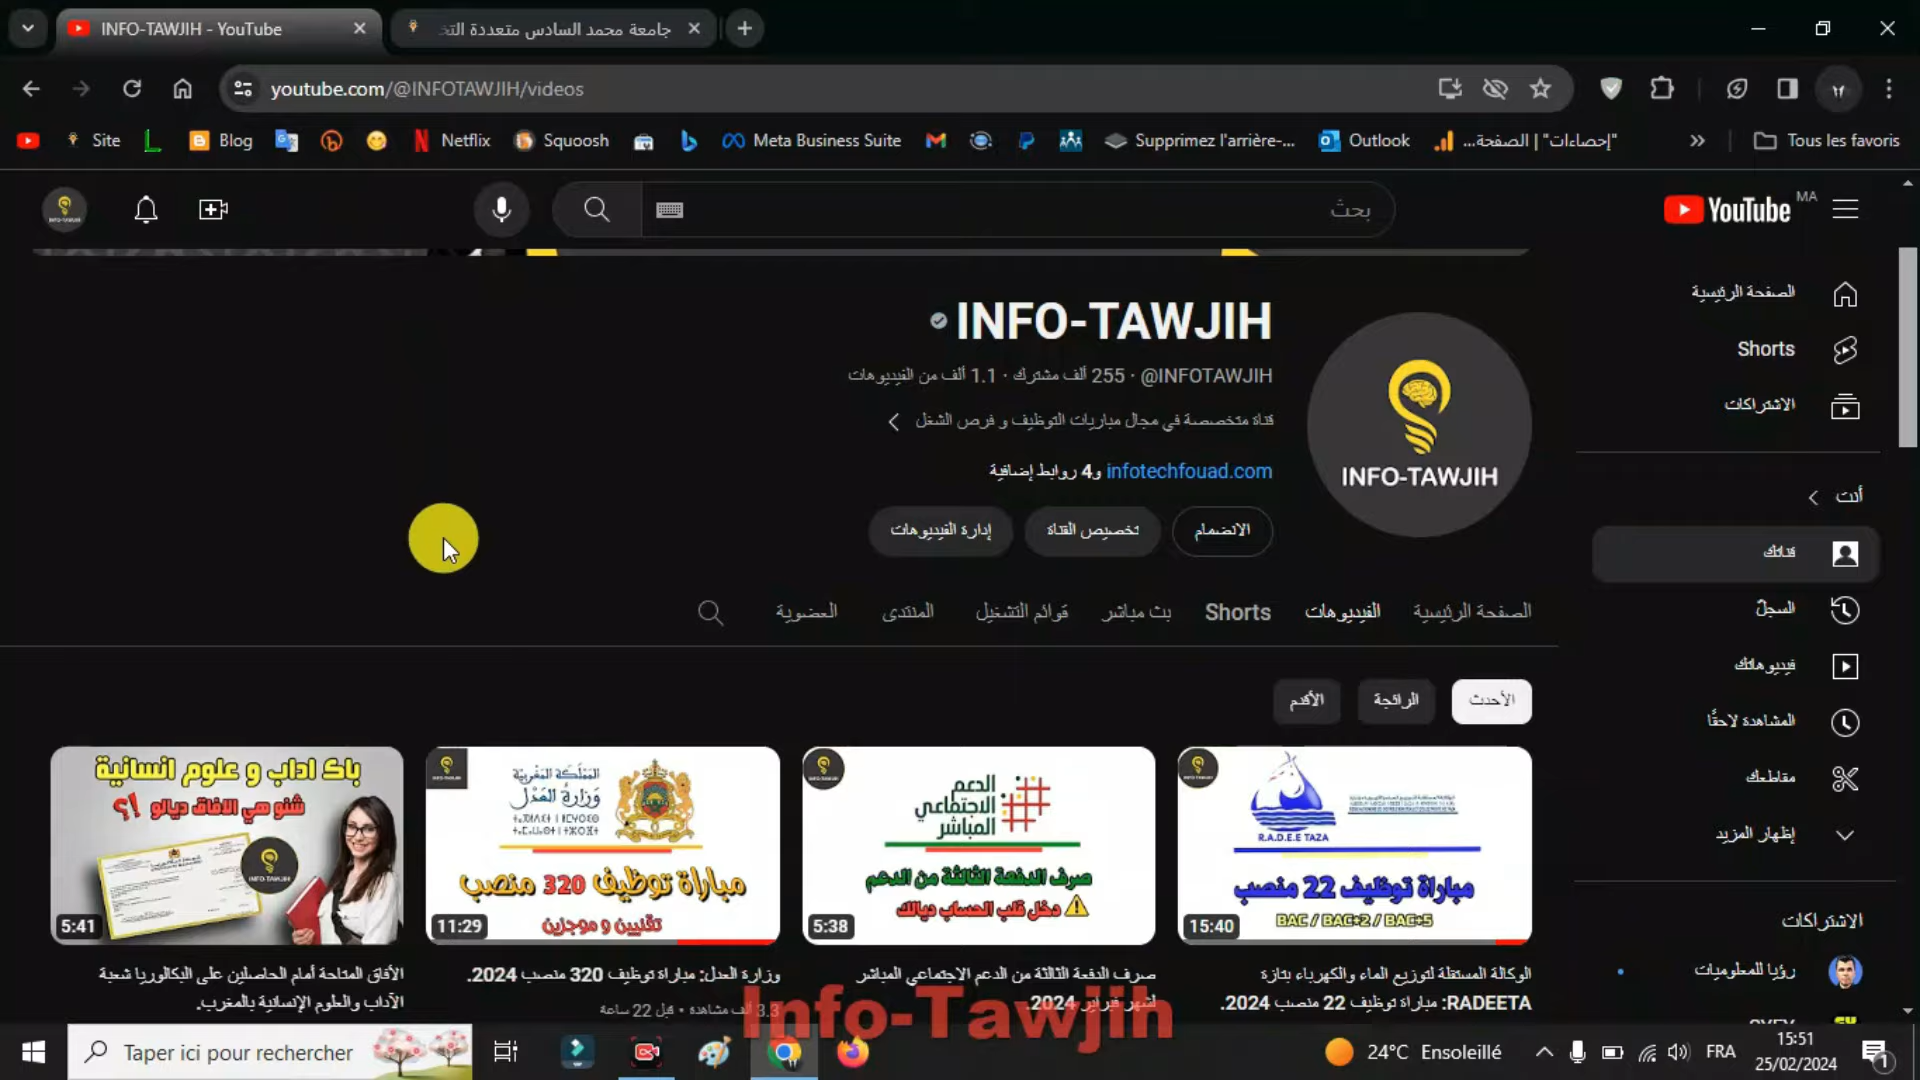 INFO-TAWJIH - YouTube
جامعة محمد السادس متعددة التخ
youtube.com/@INFOTAWJIH/videos
Site
Blog
Netflix
Squoosh
Meta Business Suite
Supprimez l'arrière-...
Outlook
إحصاءات" | الصفحة...
Tous les favoris
بحث
YouTube MA
INFO-TAWJIH
@INFOTAWJIH · 255 ألف مشترك · 1.1 ألف من الفيديوهات
قناة متخصصة في مجال مباريات التوظيف و فرص الشغل
infotechfouad.com و4 روابط إضافية
الانضمام
تخصيص القناة
إدارة الفيديوهات
INFO-TAWJIH
الصفحة الرئيسية
الفيديوهات
Shorts
بث مباشر
قوائم التشغيل
المنتدى
العضوية
الأحدث
الرائجة
الأقدم
الصفحة الرئيسية
Shorts
الاشتراكات
أنت
قناتك
السجلّ
فيديوهاتك
المشاهدة لاحقًا
مقاطعك
إظهار المزيد
الاشتراكات
رؤيا للمعلوميات
R.A.D.E.E TAZA
مباراة توظيف 22 منصب
BAC / BAC+2 / BAC+5
15:40
الوكالة المستقلة لتوزيع الماء والكهرباء بتازة
RADEETA: مباراة توظيف 22 منصب 2024.
الدعم
الاجتماعي
المباشر
صرف الدفعة الثالثة من الدعم
دخل قلب الحساب ديالك
5:38
صرف الدفعة الثالثة من الدعم الاجتماعي المباشر
لشهر فبراير 2024.
المملكة المغربية
وزارة العدل
مباراة توظيف 320 منصب
تقنيين و موجزين
11:29
وزارة العدل: مباراة توظيف 320 منصب 2024.
3.3 ألف مشاهدة • قبل 22 ساعة
باك اداب و علوم انسانية
شنو هي الافاق ديالو ؟!
INFO-TAWJIH
5:41
الآفاق المتاحة أمام الحاصلين على البكالوريا شعبة
الآداب والعلوم الإنسانية بالمغرب.
Info-Tawjih
Taper ici pour rechercher
24°C Ensoleillé
FRA
15:51
25/02/2024
1